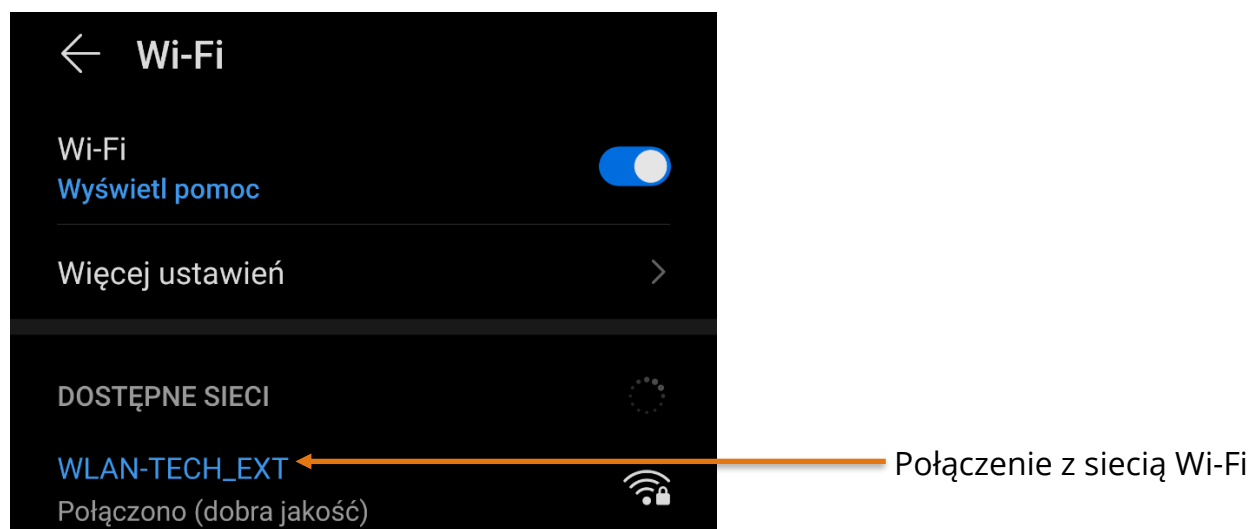 Wi-Fi
Wi-Fi
Wyświetl pomoc
Więcej ustawień
DOSTĘPNE SIECI
WLAN-TECH_EXT
Połączenie z siecią Wi-Fi
Połączono (dobra jakość)